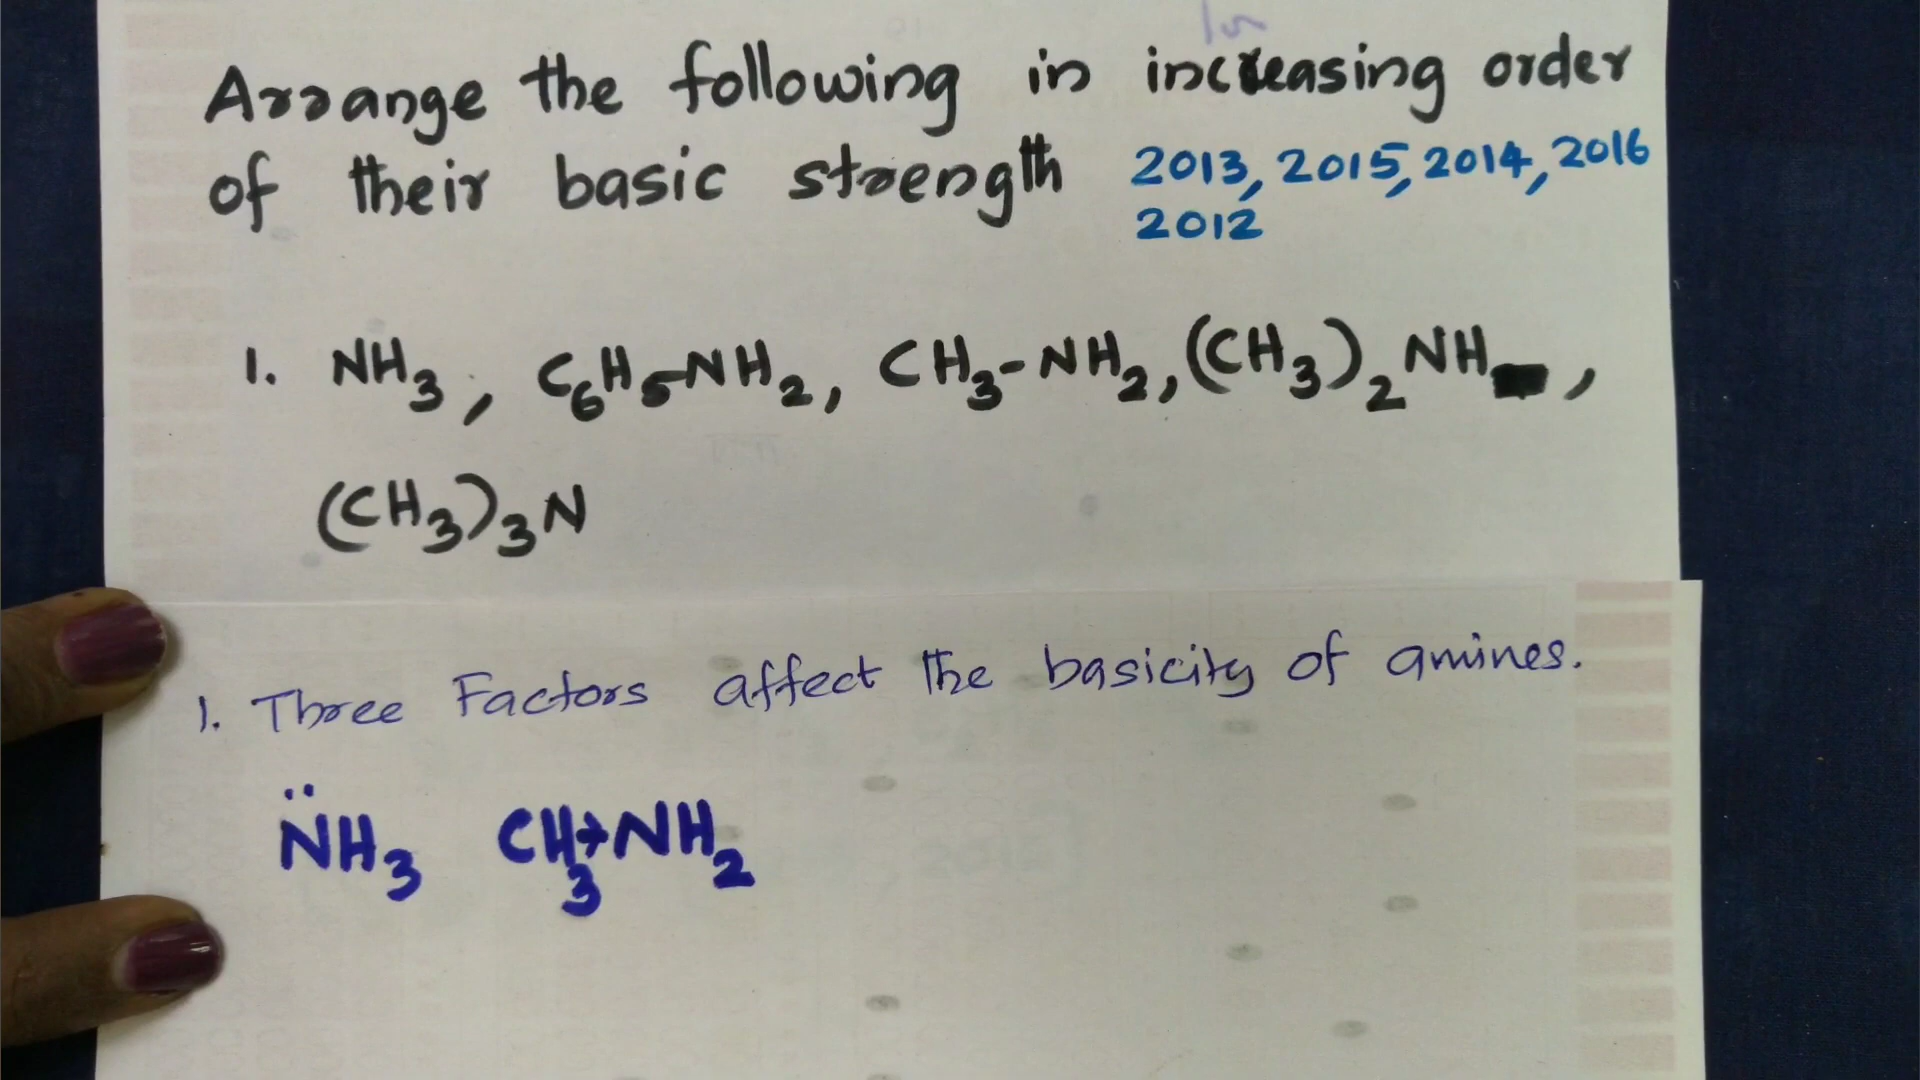 Arrange the following in increasing order
of their basic strength 2013, 2015, 2014, 2016
2012
1. NH₃, C₆H₅-NH₂, CH₃-NH₂, (CH₃)₂NH,
(CH₃)₃N
1. Three Factors affect the basicity of amines.
N̈H₃ CH₃→NH₂